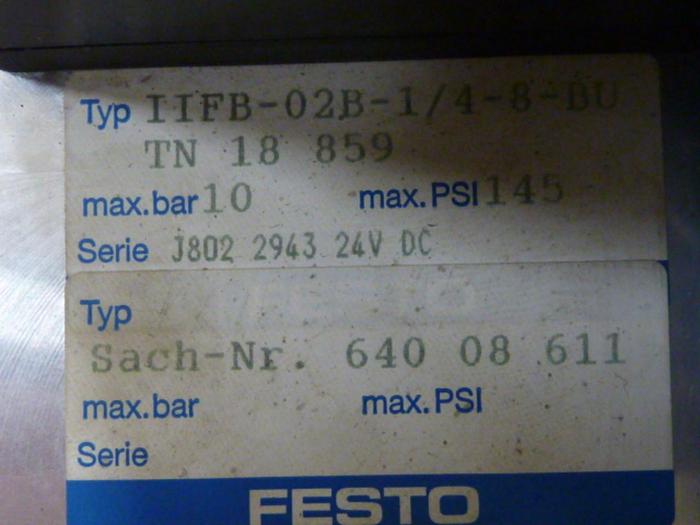 Typ IIFB-02B-1/4-8-BU
TN 18 859
max.bar 10 max.PSI 145
Serie J802 2943 24V DC
Typ
Sach-Nr. 640 08 611
max.bar max.PSI
Serie
FESTO